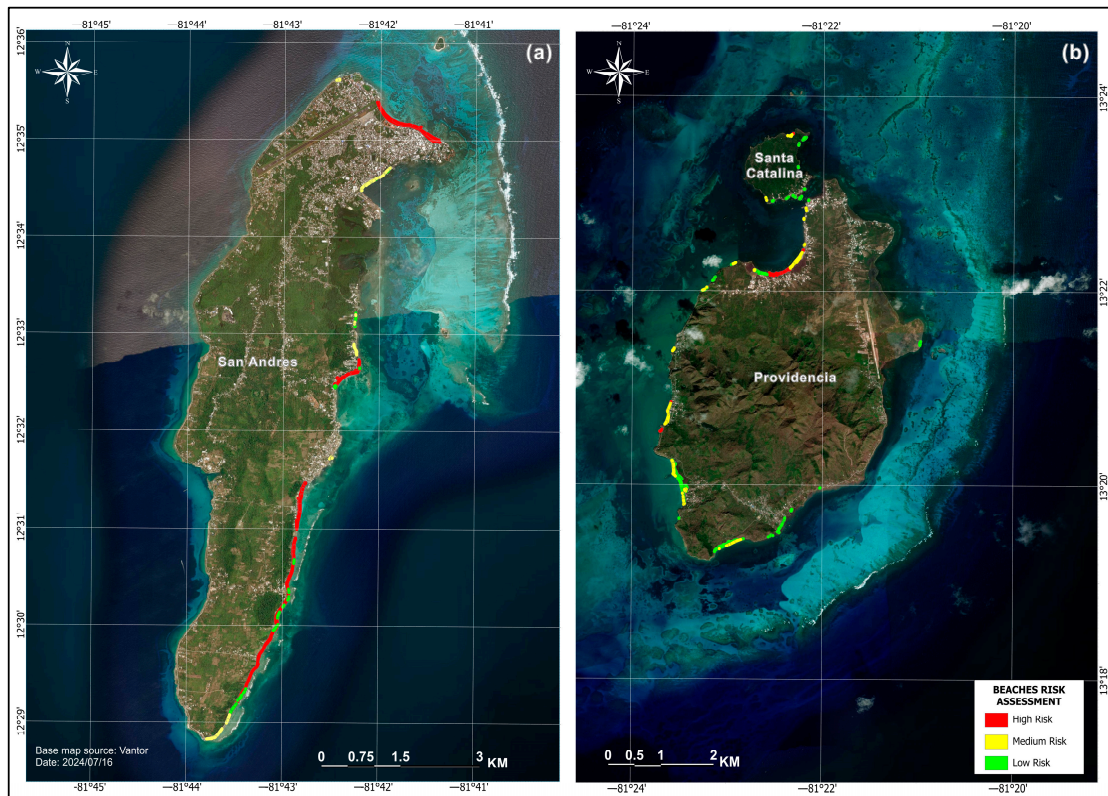 −81°45' −81°44' −81°43' −81°42' −81°41'
−81°24' −81°22' −81°20'
12°36'
12°35'
12°34'
12°33'
12°32'
12°31'
12°30'
12°29'
N
W E
S
(a)
San Andres
Base map source: Vantor
Date: 2024/07/16
0 0.75 1.5 3
KM
−81°45' −81°44' −81°43' −81°42' −81°41'
N
W E
S
(b)
Santa
Catalina
Providencia
13°24'
13°22'
13°20'
13°18'
0 0.5 1 2
KM
BEACHES RISK
ASSESSMENT
High Risk
Medium Risk
Low Risk
−81°24' −81°22' −81°20'